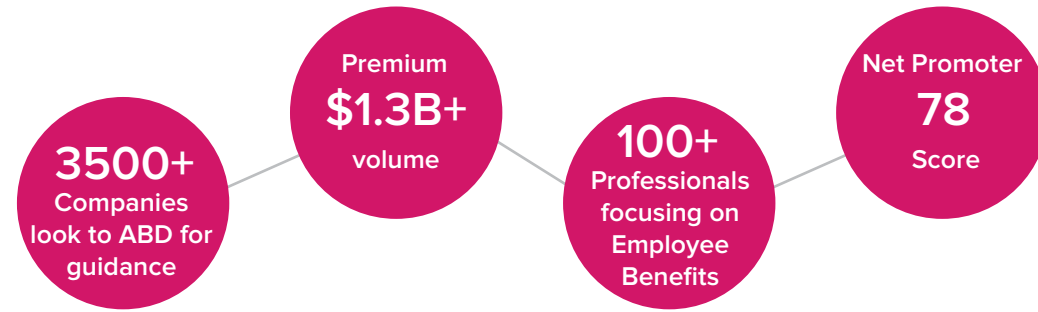 3500+
Companies
look to ABD for
guidance
Premium
$1.3B+
volume
100+
Professionals
focusing on
Employee
Benefits
Net Promoter
78
Score